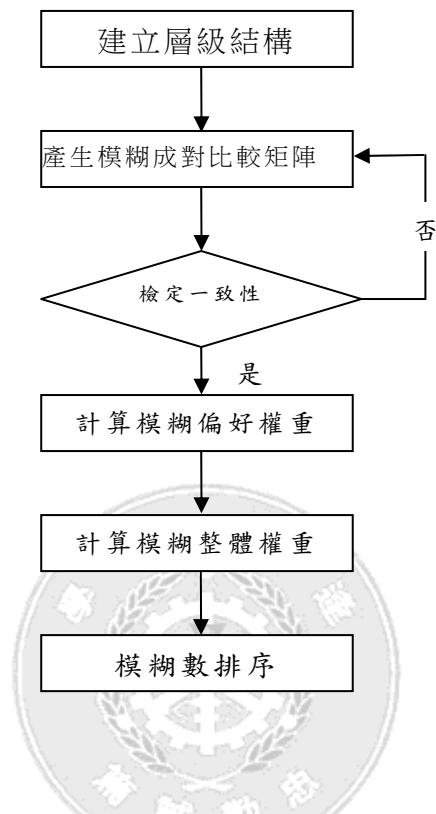 建立層級結構
產生模糊成對比較矩陣
否
檢定一致性
是
計算模糊偏好權重
計算模糊整體權重
模糊數排序